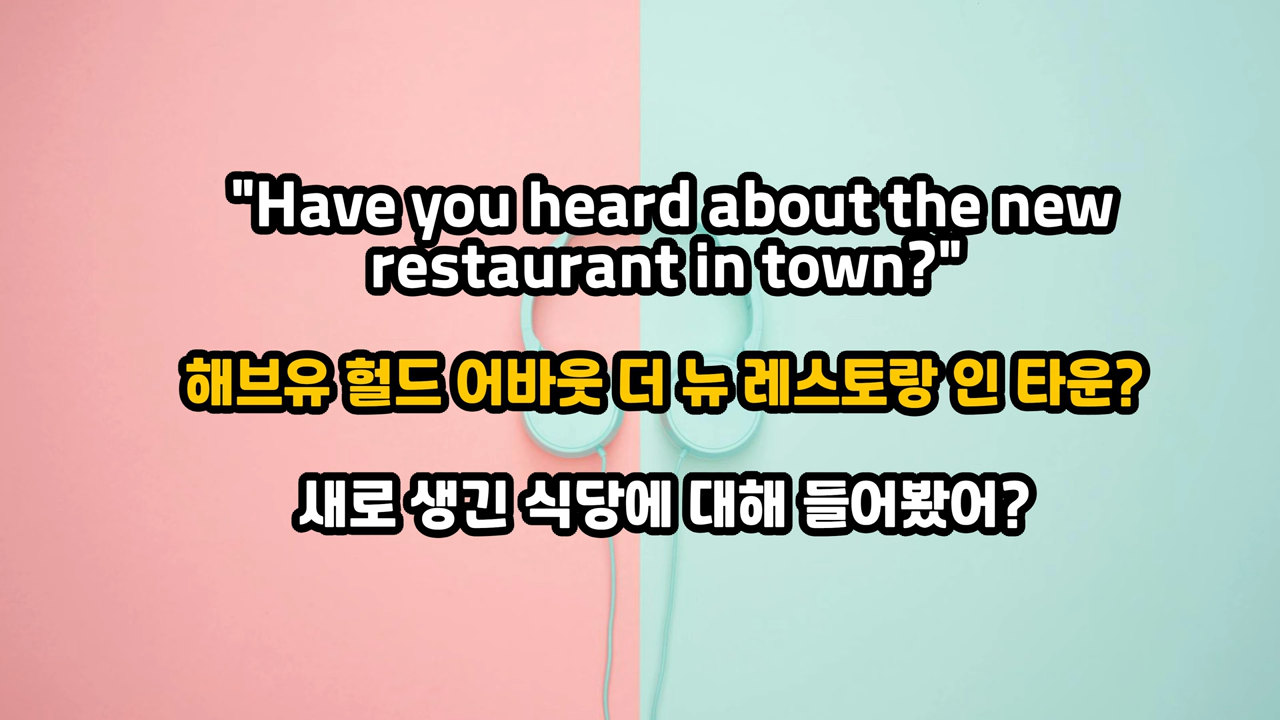 "Have you heard about the new
restaurant in town?"
해브유 헐드 어바웃 더 뉴 레스토랑 인 타운?
새로 생긴 식당에 대해 들어봤어?